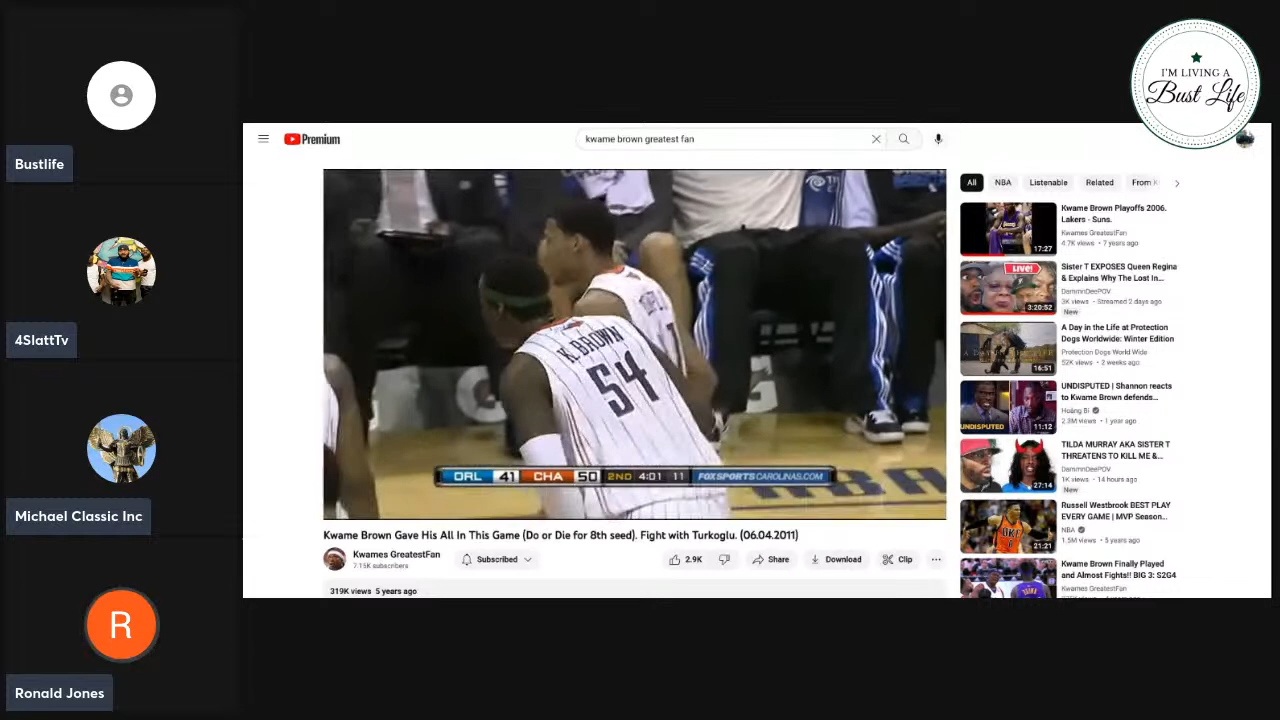 I'M LIVING A
Bust Life
Bustlife
4SlattTv
Michael Classic Inc
R
Ronald Jones
Premium
kwame brown greatest fan
All
NBA
Listenable
Related
From K
K.BROWN
54
ORL 41 CHA 50 2ND 4:01 11 FOXSPORTSCAROLINAS.COM
NBA
Kwame Brown Gave His All In This Game (Do or Die for 8th seed). Fight with Turkoglu. (06.04.2011)
Kwames GreatestFan
7.15K subscribers
Subscribed
2.9K
Share
Download
Clip
319K views 5 years ago
17:27
Kwame Brown Playoffs 2006.
Lakers - Suns.
Kwames GreatestFan
4.7K views • 7 years ago
LIVE!
3:20:52
Sister T EXPOSES Queen Regina
& Explains Why The Lost In...
DammnDeePOV
3K views • Streamed 2 days ago
New
16:51
A Day in the Life at Protection
Dogs Worldwide: Winter Edition
Protection Dogs World Wide
52K views • 2 weeks ago
UNDISPUTED
11:12
UNDISPUTED | Shannon reacts
to Kwame Brown defends...
Hoàng Bi
2.3M views • 1 year ago
27:14
TILDA MURRAY AKA SISTER T
THREATENS TO KILL ME &...
DammnDeePOV
1K views • 14 hours ago
New
21:21
Russell Westbrook BEST PLAY
EVERY GAME | MVP Season...
NBA
1.5M views • 5 years ago
Kwame Brown Finally Played
and Almost Fights!! BIG 3: S2G4
Kwames GreatestFan